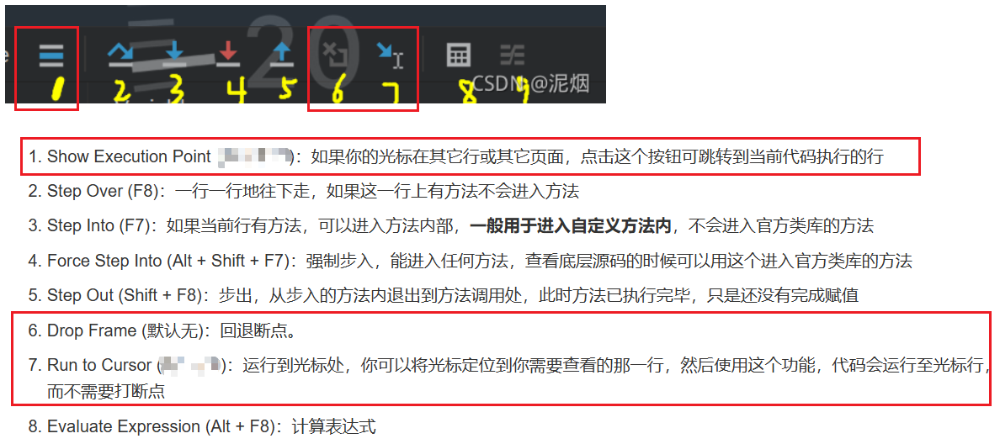 20
1 2 3 4 5 6 7 8 9
CSDN @泥烟
1. Show Execution Point ): 如果你的光标在其它行或其它页面，点击这个按钮可跳转到当前代码执行的行
2. Step Over (F8)：一行一行地往下走，如果这一行上有方法不会进入方法
3. Step Into (F7)：如果当前行有方法，可以进入方法内部，一般用于进入自定义方法内，不会进入官方类库的方法
4. Force Step Into (Alt + Shift + F7)：强制步入，能进入任何方法，查看底层源码的时候可以用这个进入官方类库的方法
5. Step Out (Shift + F8)：步出，从步入的方法内退出到方法调用处，此时方法已执行完毕，只是还没有完成赋值
6. Drop Frame (默认无)：回退断点。
7. Run to Cursor ( )：运行到光标处，你可以将光标定位到你需要查看的那一行，然后使用这个功能，代码会运行至光标行，
而不需要打断点
8. Evaluate Expression (Alt + F8)：计算表达式